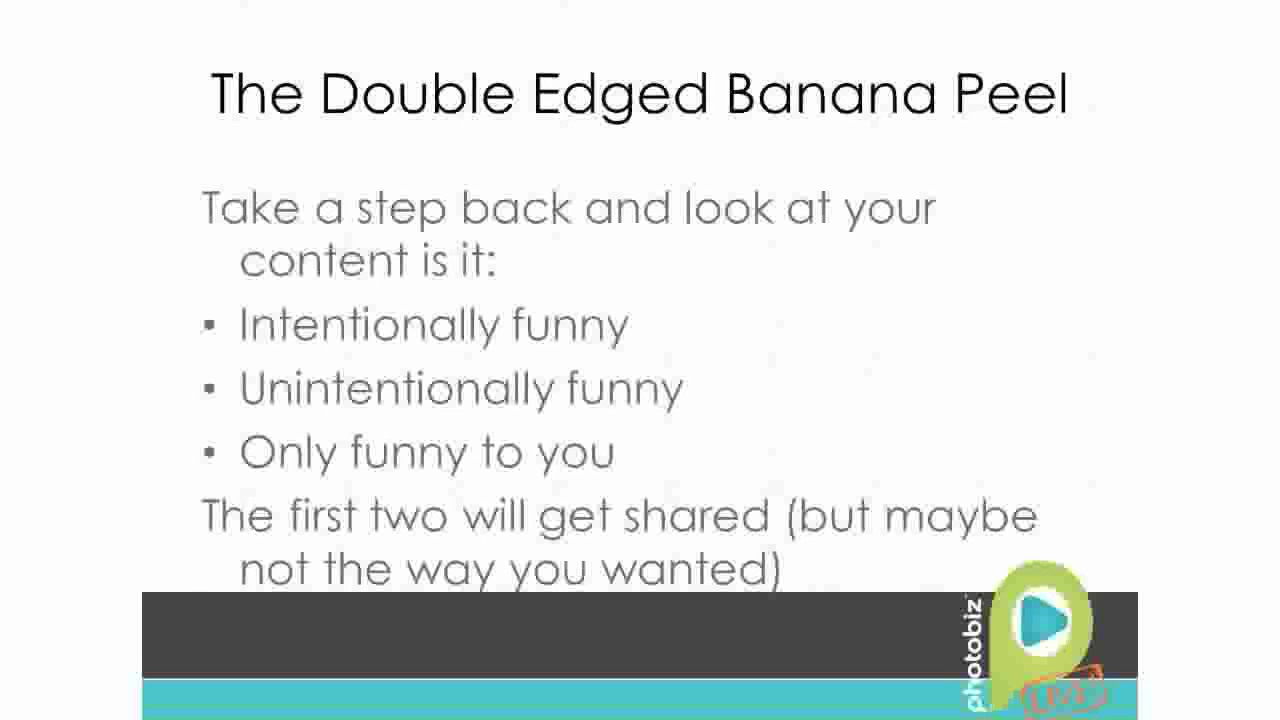 The Double Edged Banana Peel
Take a step back and look at your
content is it:
• Intentionally funny
• Unintentionally funny
• Only funny to you
The first two will get shared (but maybe
not the way you wanted)
photobiz
LIVE